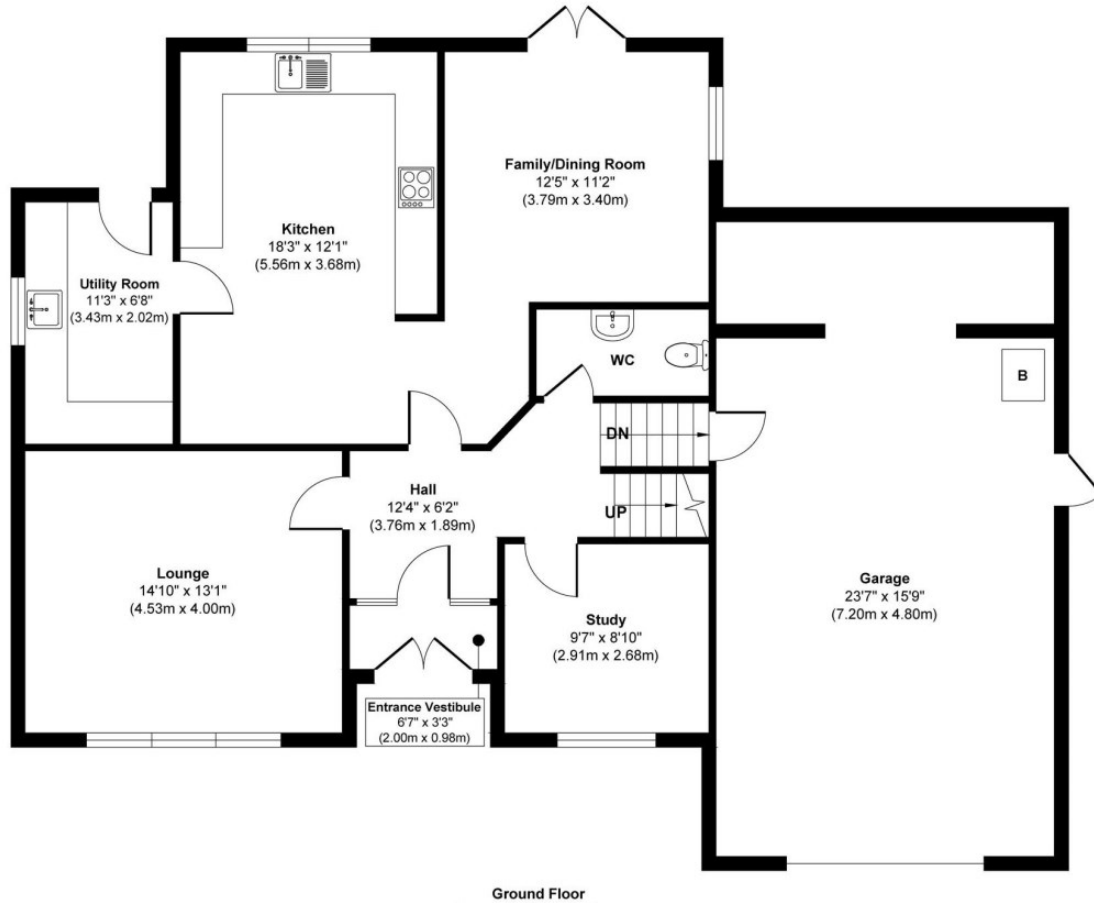 Family/Dining Room
12'5" x 11'2"
(3.79m x 3.40m)
Kitchen
18'3" x 12'1"
(5.56m x 3.68m)
Utility Room
11'3" x 6'8"
(3.43m x 2.02m)
WC
B
DN
UP
Hall
12'4" x 6'2"
(3.76m x 1.89m)
Lounge
14'10" x 13'1"
(4.53m x 4.00m)
Study
9'7" x 8'10"
(2.91m x 2.68m)
Garage
23'7" x 15'9"
(7.20m x 4.80m)
Entrance Vestibule
6'7" x 3'3"
(2.00m x 0.98m)
Ground Floor